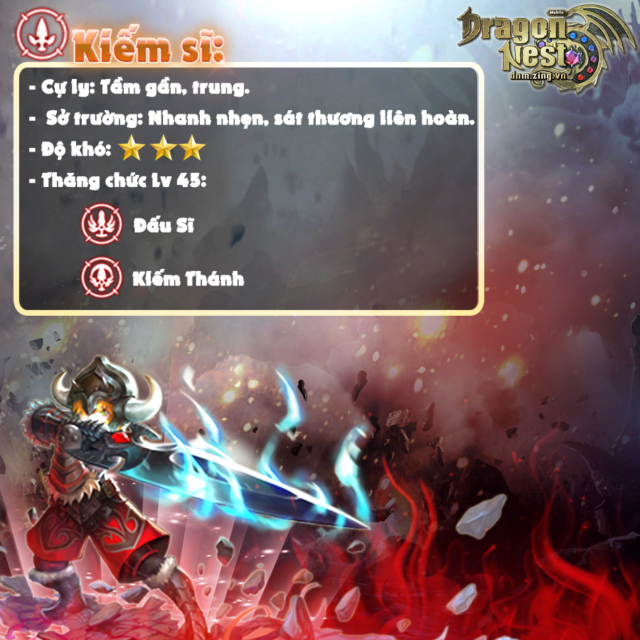 Kiếm sĩ:
Mobile
Dragon Nest
dnm.zing.vn
- Cự ly: Tầm gần, trung.
- Sở trường: Nhanh nhẹn, sát thương liên hoàn.
- Độ khó:
- Thăng chức Lv 45:
Đấu Sĩ
Kiếm Thánh